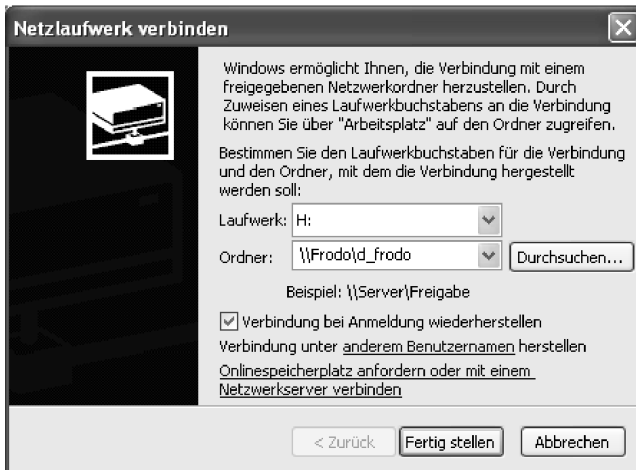 Netzlaufwerk verbinden
Windows ermöglicht Ihnen, die Verbindung mit einem
freigegebenen Netzwerkordner herzustellen. Durch
Zuweisen eines Laufwerkbuchstabens an die Verbindung
können Sie über "Arbeitsplatz" auf den Ordner zugreifen.
Bestimmen Sie den Laufwerkbuchstaben für die Verbindung
und den Ordner, mit dem die Verbindung hergestellt
werden soll:
Laufwerk: H:
Ordner: \\Frodo\d_frodo Durchsuchen...
Beispiel: \\Server\Freigabe
Verbindung bei Anmeldung wiederherstellen
Verbindung unter anderem Benutzernamen herstellen
Onlinespeicherplatz anfordern oder mit einem
Netzwerkserver verbinden
< Zurück Fertig stellen Abbrechen